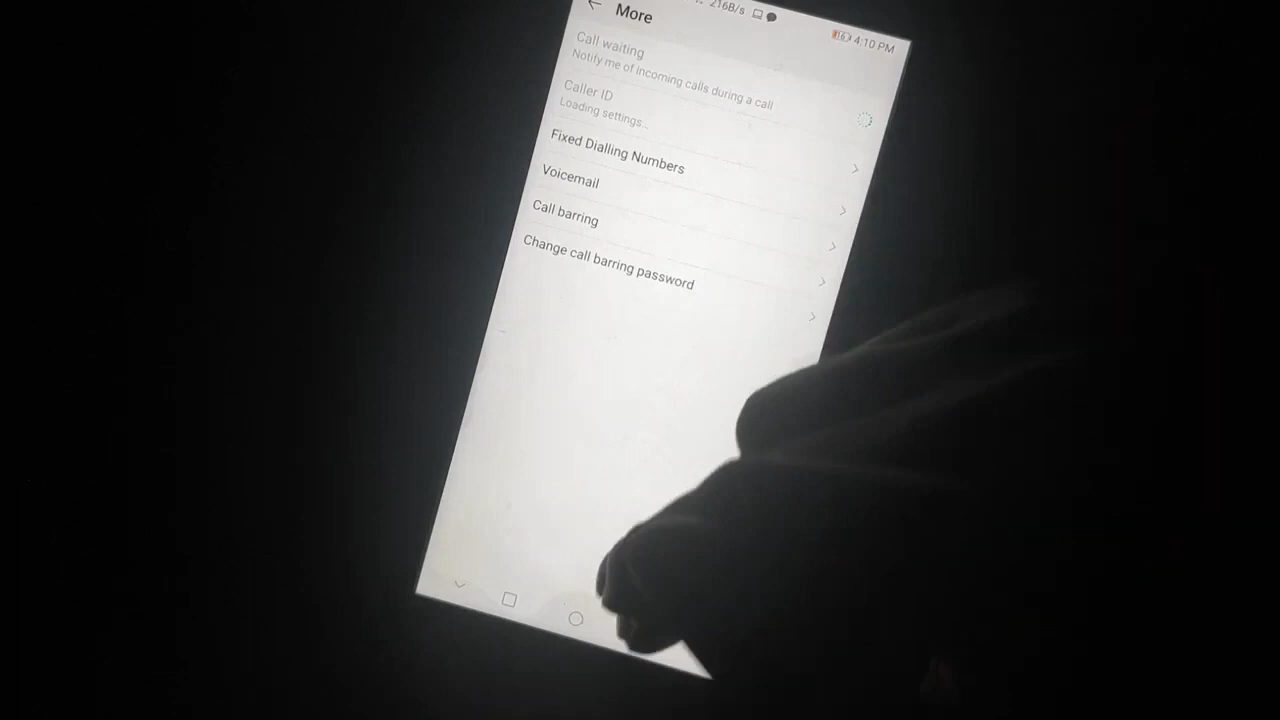 216B/s
16 4:10 PM
More
Call waiting
Notify me of incoming calls during a call
Caller ID
Loading settings...
Fixed Dialling Numbers
Voicemail
Call barring
Change call barring password